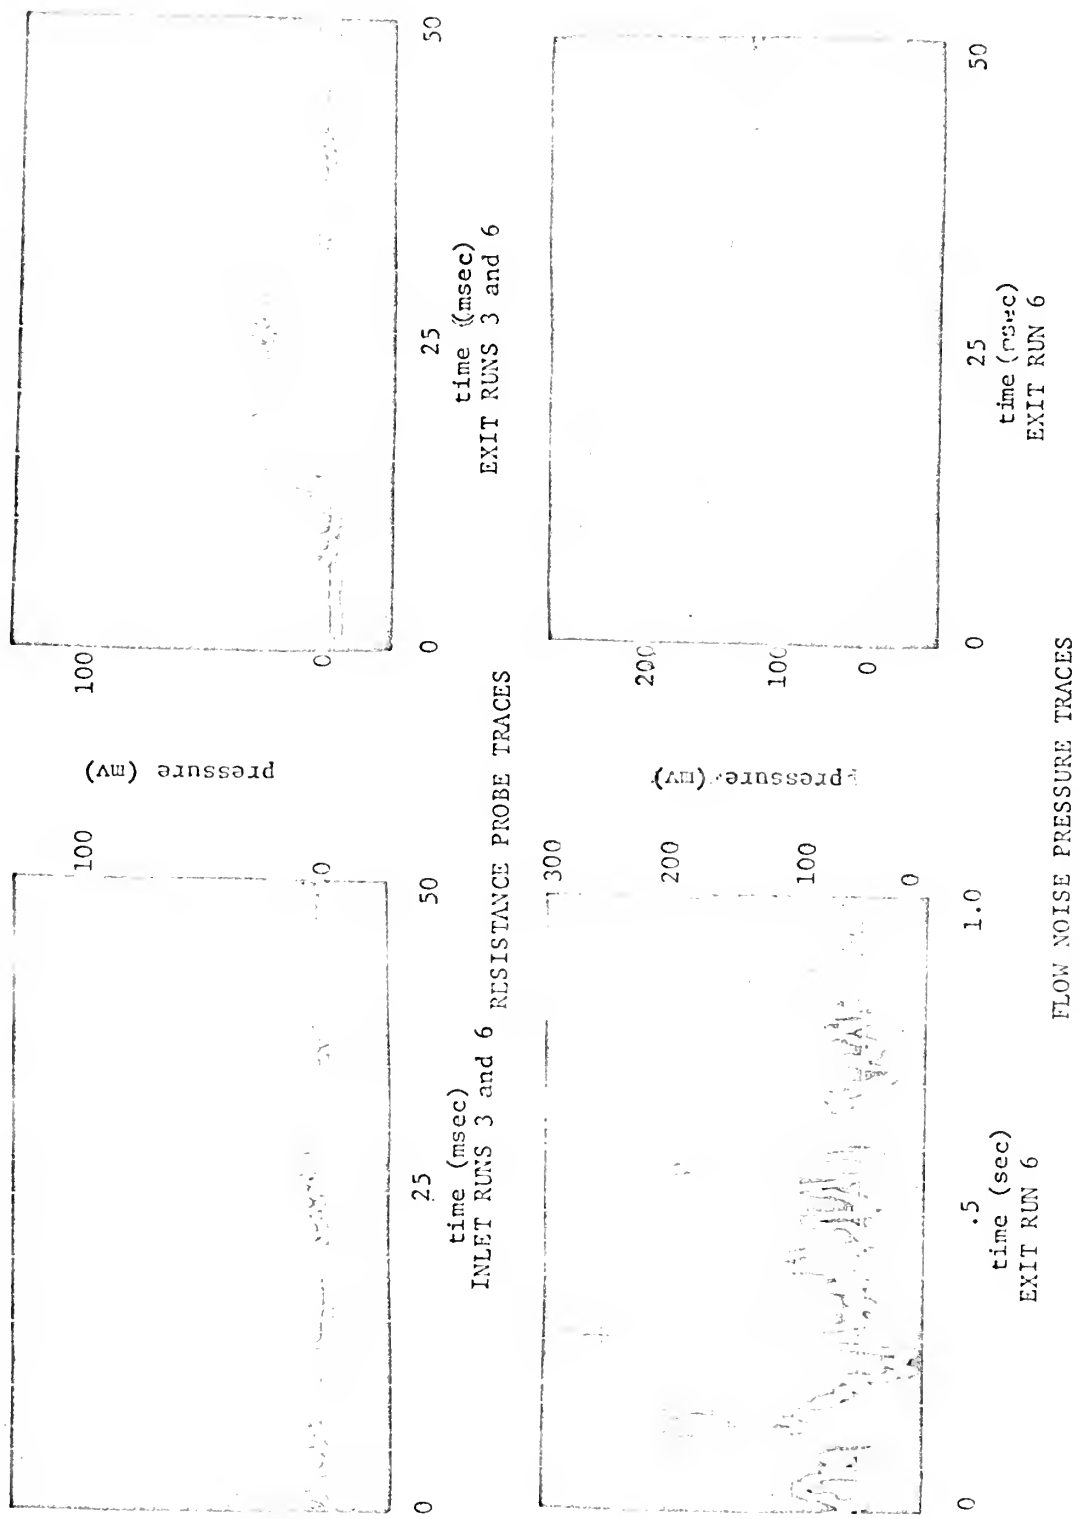 100
0
0
25
50
time (msec)
INLET RUNS 3 and 6
pressure (mv)
100
0
0
25
50
time (msec)
EXIT RUNS 3 and 6
RESISTANCE PROBE TRACES
300
200
100
0
0
.5
1.0
time (sec)
EXIT RUN 6
pressure (mv)
200
100
0
0
25
50
time (msec)
EXIT RUN 6
FLOW NOISE PRESSURE TRACES